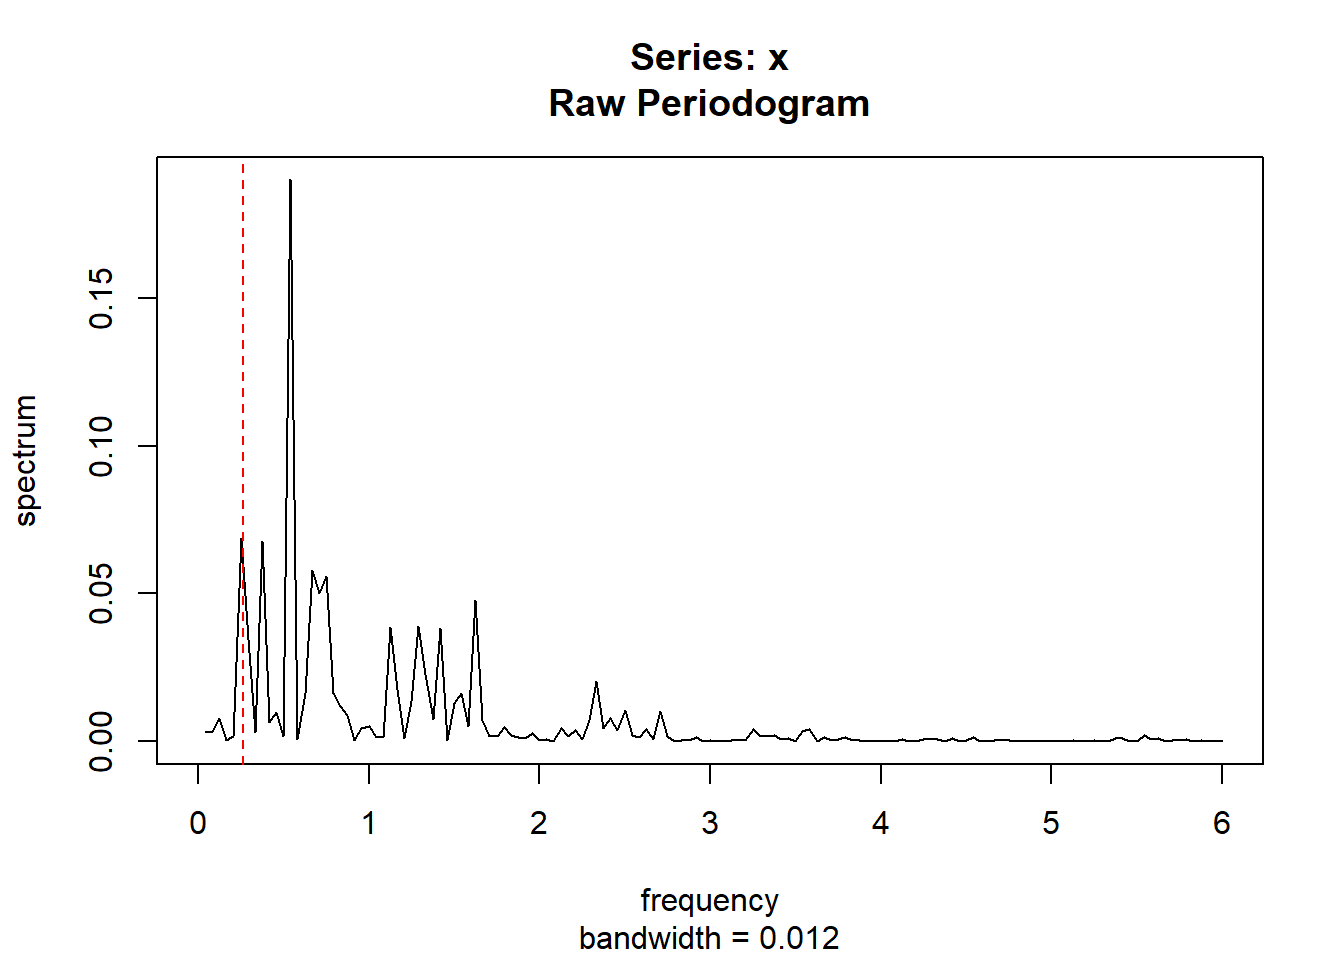 Series: x
Raw Periodogram
spectrum
0.00
0.05
0.10
0.15
0 1 2 3 4 5 6
frequency
bandwidth = 0.012